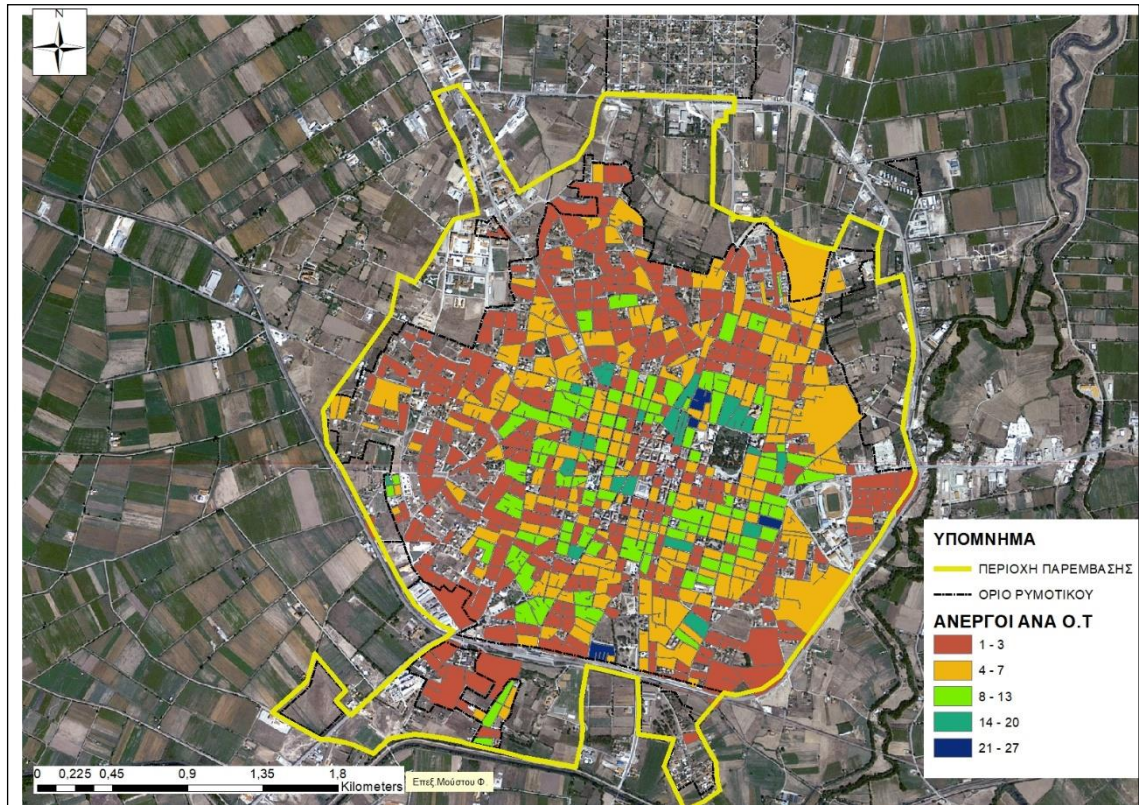 N
ΥΠΟΜΝΗΜΑ
ΠΕΡΙΟΧΗ ΠΑΡΕΜΒΑΣΗΣ
ΟΡΙΟ ΡΥΜΟΤΙΚΟΥ
ΑΝΕΡΓΟΙ ΑΝΑ Ο.Τ
1 - 3
4 - 7
8 - 13
14 - 20
21 - 27
0 0,225 0,45 0,9 1,35 1,8
Kilometers
Επεξ.Μούστου Φ.